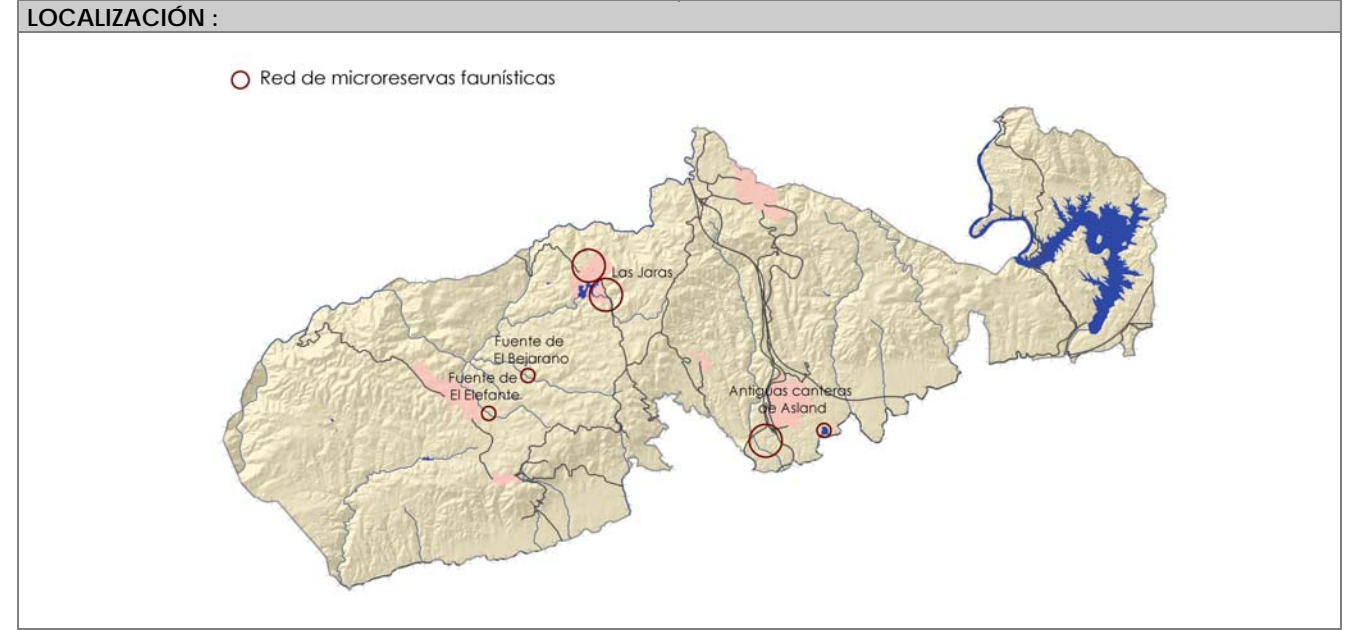 LOCALIZACIÓN :
Red de microreservas faunísticas
Las Jaras
Fuente de
El Bejarano
Fuente de
El Elefante
Antiguas canteras
de Asland